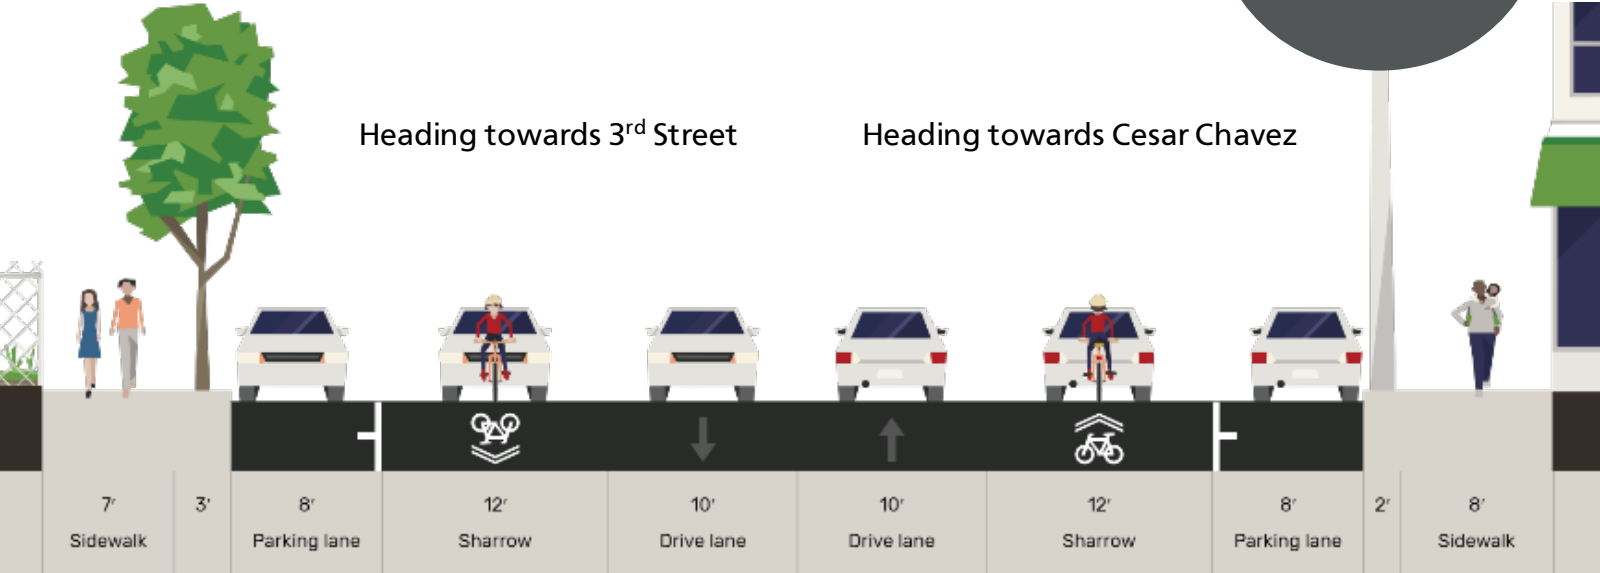 Heading towards 3rd Street
Heading towards Cesar Chavez
7' 3' 8' 12' 10' 10' 12' 8' 2' 8'
Sidewalk Parking lane Sharrow Drive lane Drive lane Sharrow Parking lane Sidewalk